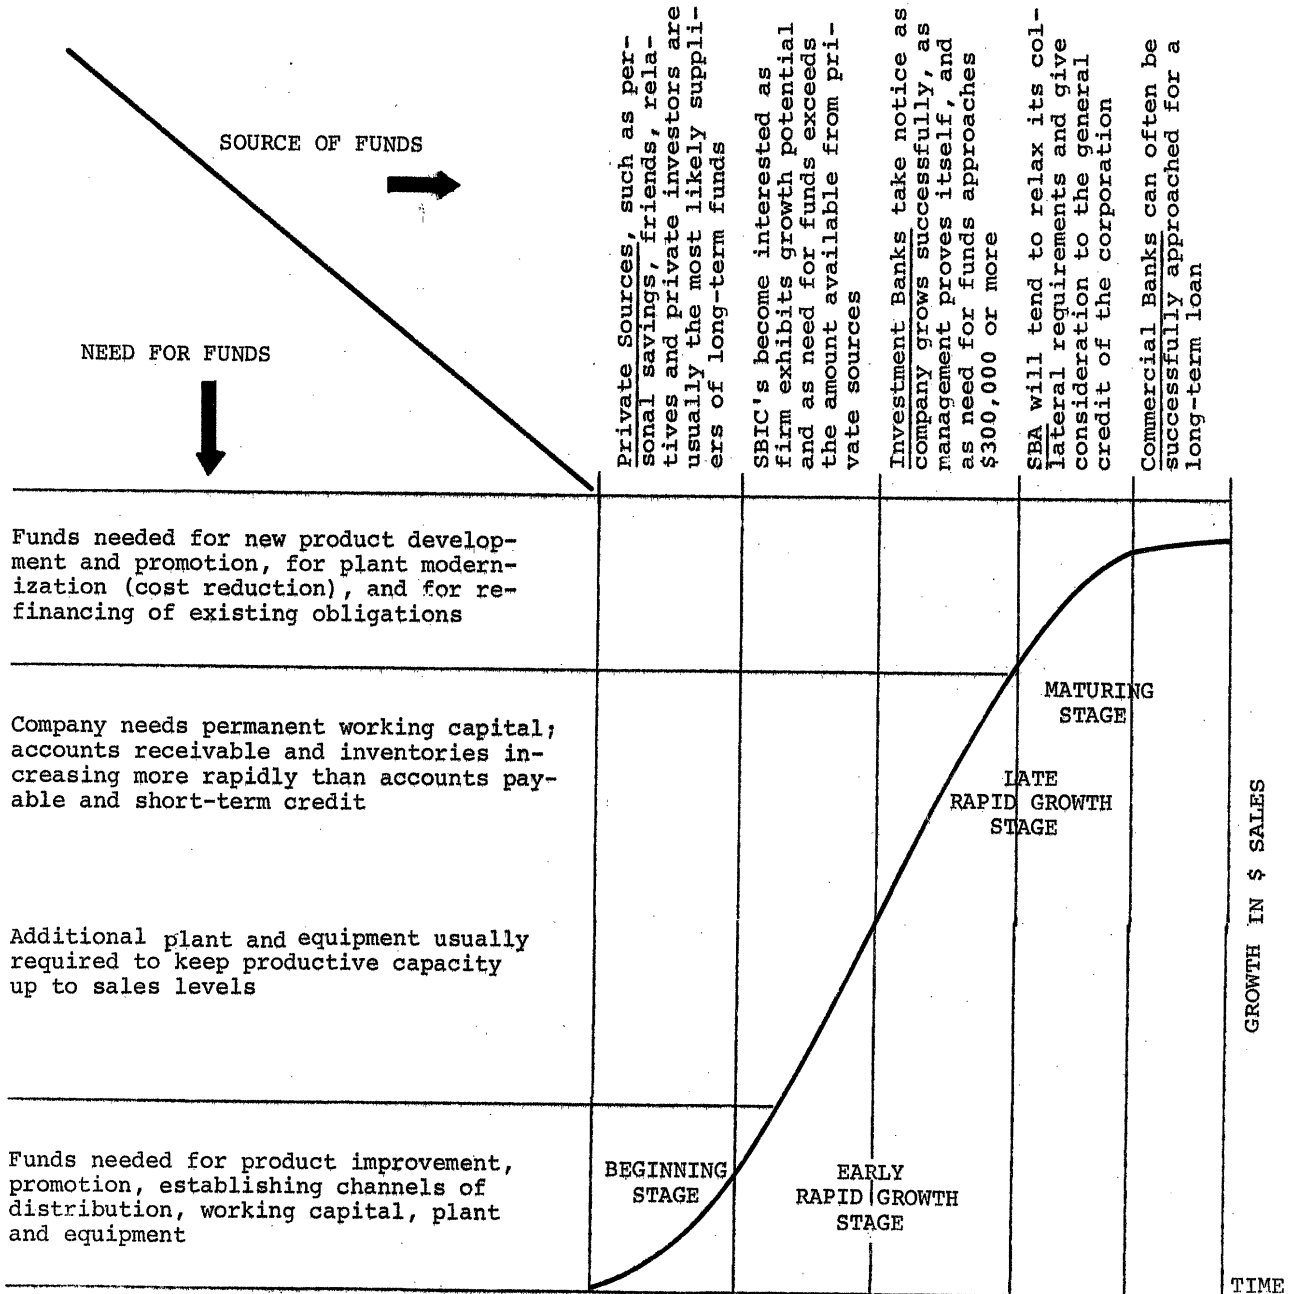 SOURCE OF FUNDS
NEED FOR FUNDS
Private Sources, such as per-
sonal savings, friends, rela-
tives and private investors are
usually the most likely suppli-
ers of long-term funds
SBIC's become interested as
firm exhibits growth potential
and as need for funds exceeds
the amount available from pri-
vate sources
Investment Banks take notice as
company grows successfully, as
management proves itself, and
as need for funds approaches
$300,000 or more
SBA will tend to relax its col-
lateral requirements and give
consideration to the general
credit of the corporation
Commercial Banks can often be
successfully approached for a
long-term loan
Funds needed for new product develop-
ment and promotion, for plant modern-
ization (cost reduction), and for re-
financing of existing obligations
Company needs permanent working capital;
accounts receivable and inventories in-
creasing more rapidly than accounts pay-
able and short-term credit
Additional plant and equipment usually
required to keep productive capacity
up to sales levels
Funds needed for product improvement,
promotion, establishing channels of
distribution, working capital, plant
and equipment
BEGINNING
STAGE
EARLY
RAPID GROWTH
STAGE
LATE
RAPID GROWTH
STAGE
MATURING
STAGE
GROWTH IN $ SALES
TIME